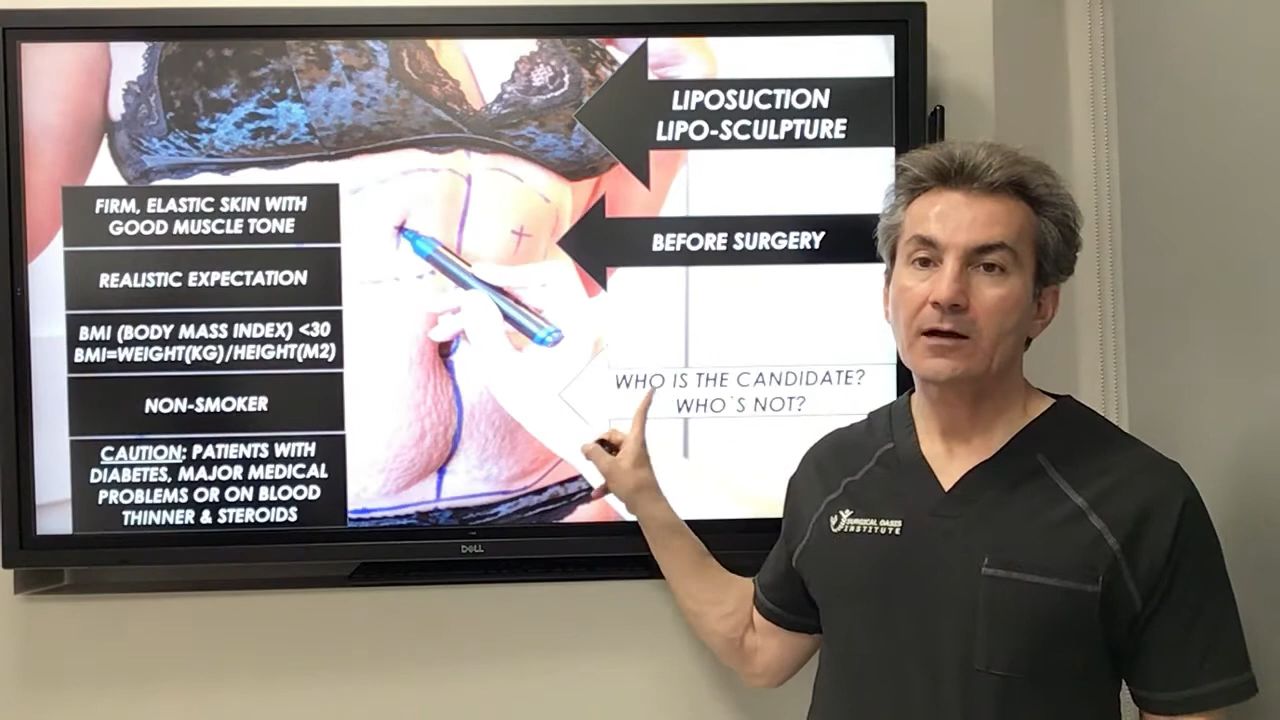 LIPOSUCTION
LIPO-SCULPTURE
FIRM, ELASTIC SKIN WITH
GOOD MUSCLE TONE
BEFORE SURGERY
REALISTIC EXPECTATION
BMI (BODY MASS INDEX) <30
BMI=WEIGHT(KG)/HEIGHT(M2)
WHO IS THE CANDIDATE?
WHO`S NOT?
NON-SMOKER
CAUTION: PATIENTS WITH
DIABETES, MAJOR MEDICAL
PROBLEMS OR ON BLOOD
THINNER & STEROIDS
DELL
SURGICAL OASIS
INSTITUTE